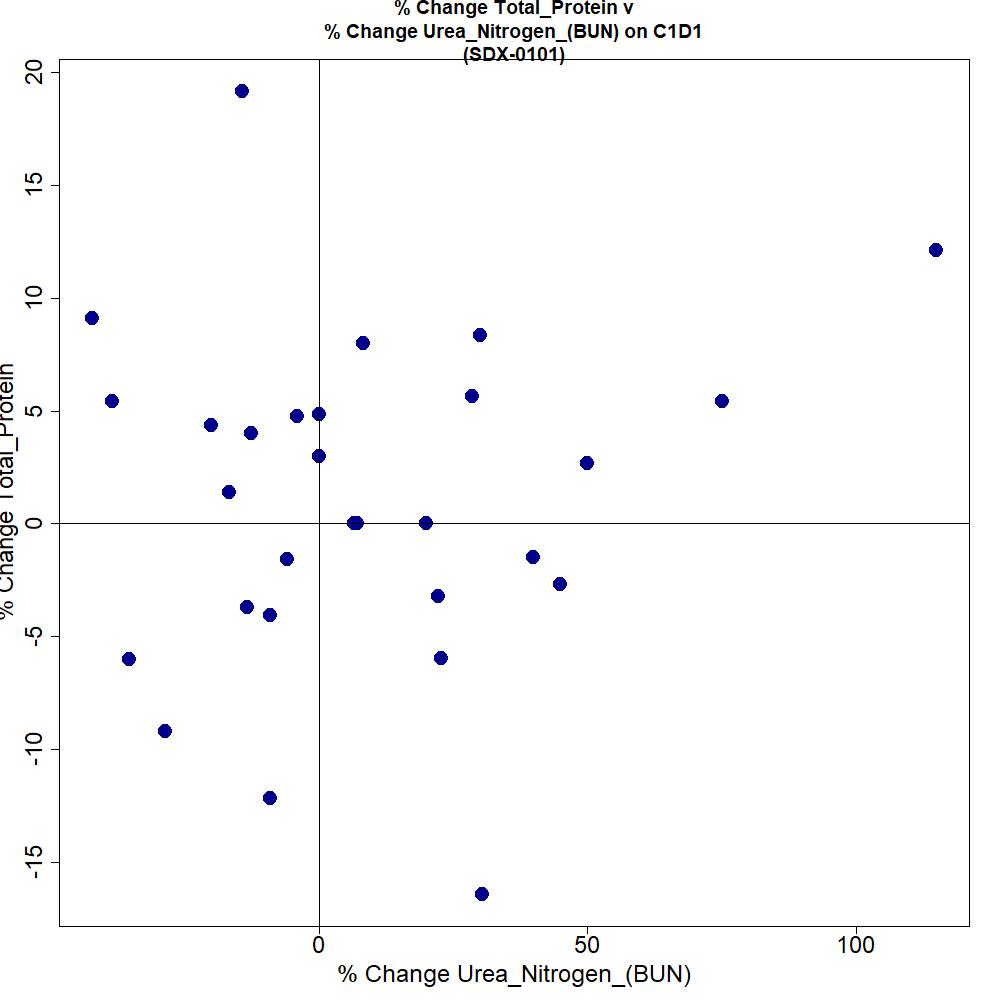 % Change Total_Protein v
% Change Urea_Nitrogen_(BUN) on C1D1
(SDX-0101)
20
15
10
5
0
-5
-10
-15
% Change Total_Protein
0 50 100
% Change Urea_Nitrogen_(BUN)